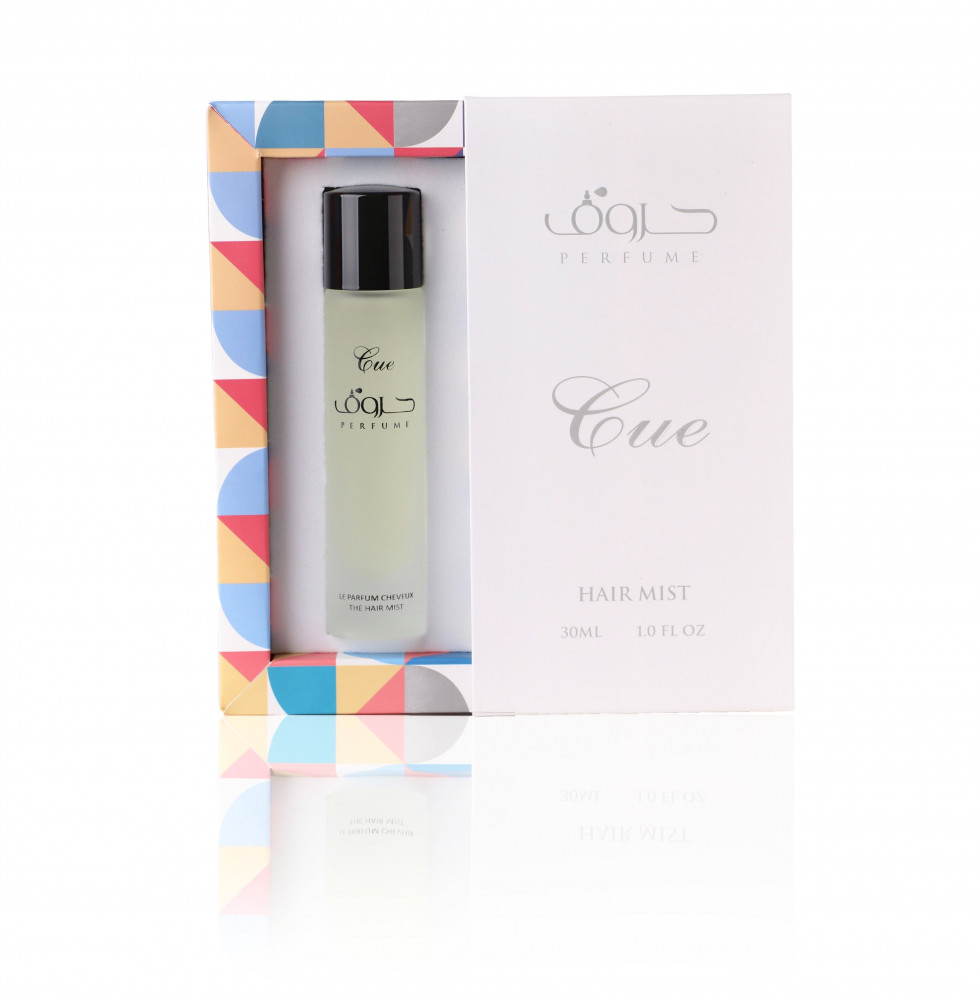 Cue
حروف
PERFUME
LE PARFUM CHEVEUX
THE HAIR MIST
حروف
PERFUME
Cue
HAIR MIST
30ML 1.0 FL OZ